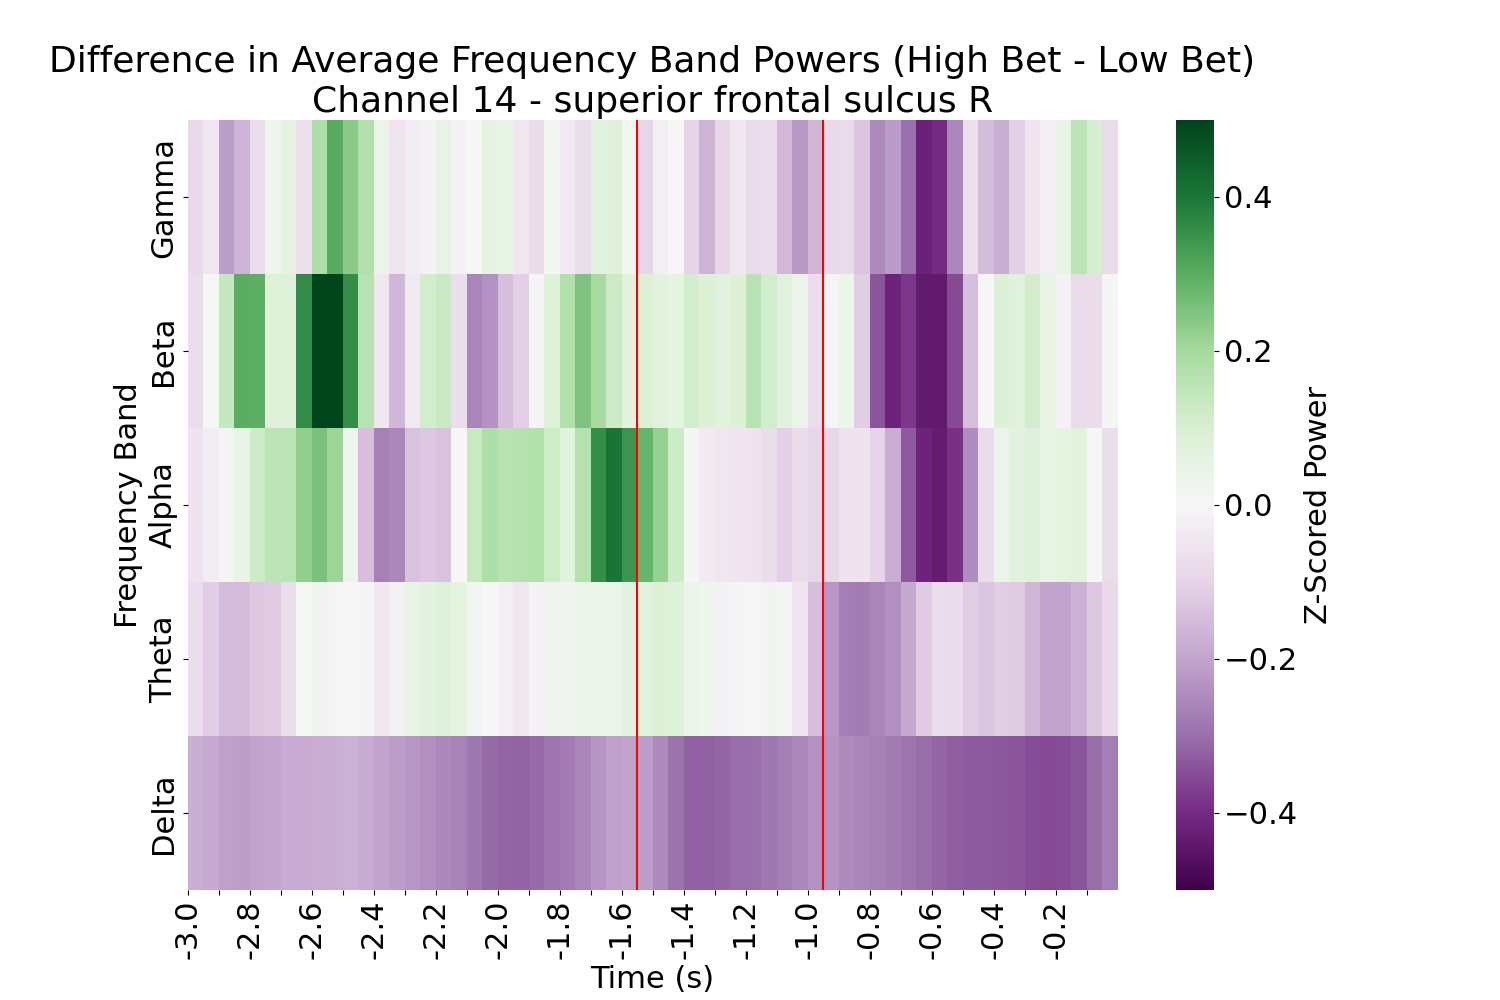 Difference in Average Frequency Band Powers (High Bet - Low Bet)
Channel 14 - superior frontal sulcus R
Frequency Band
Gamma
Beta
Alpha
Theta
Delta
-3.0
-2.8
-2.6
-2.4
-2.2
-2.0
-1.8
-1.6
-1.4
-1.2
-1.0
-0.8
-0.6
-0.4
-0.2
Time (s)
0.4
0.2
0.0
−0.2
−0.4
Z-Scored Power